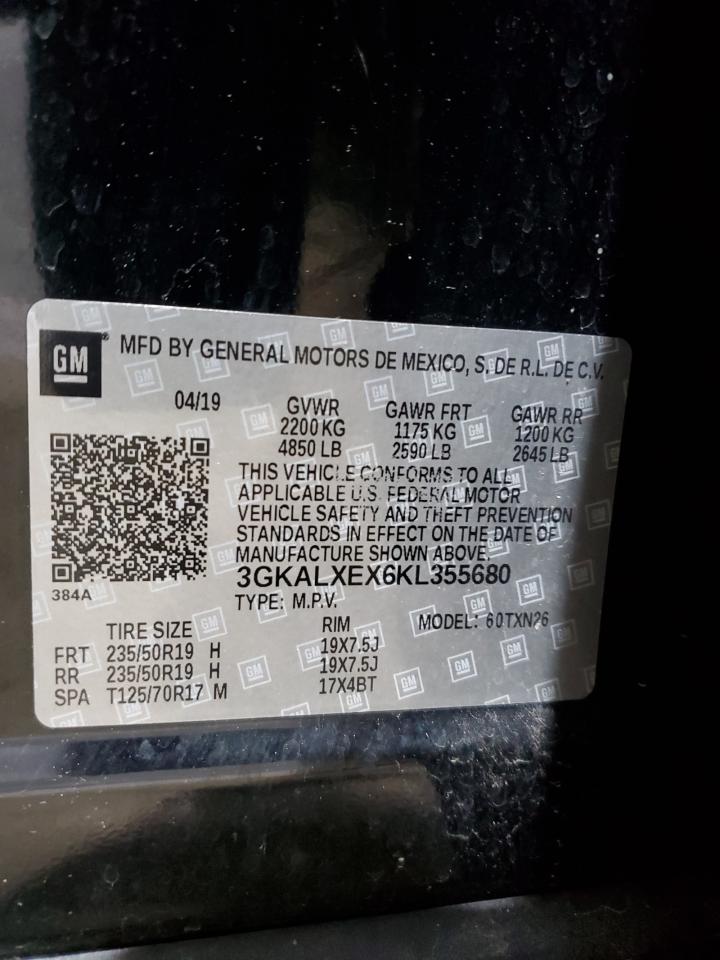 GM ® MFD BY GENERAL MOTORS DE MEXICO, S. DE R.L. DE C.V.
04/19 GVWR GAWR FRT GAWR RR
2200 KG 1175 KG 1200 KG
4850 LB 2590 LB 2645 LB
THIS VEHICLE CONFORMS TO ALL
APPLICABLE U.S. FEDERAL MOTOR
VEHICLE SAFETY AND THEFT PREVENTION
STANDARDS IN EFFECT ON THE DATE OF
MANUFACTURE SHOWN ABOVE.
384A
3GKALXEX6KL355680
TYPE: M.P.V. MODEL: 60TXN26
TIRE SIZE RIM
FRT 235/50R19 H 19X7.5J
RR 235/50R19 H 19X7.5J
SPA T125/70R17 M 17X4BT